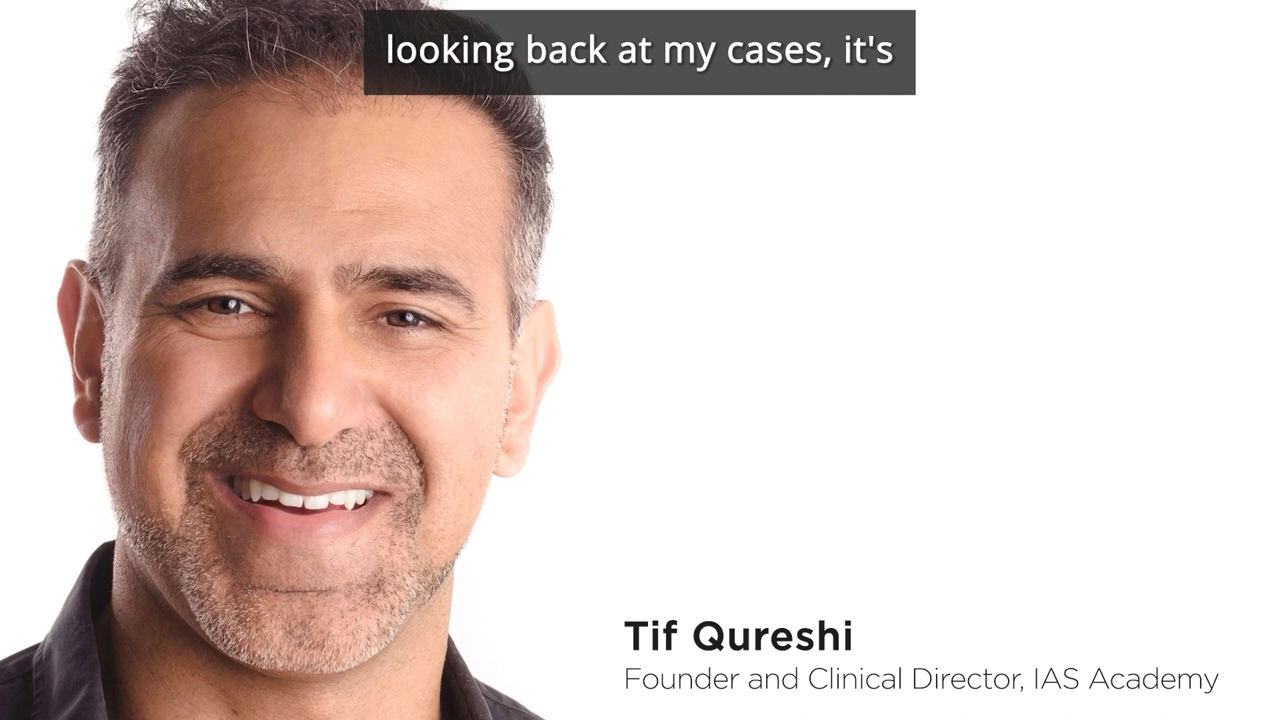 looking back at my cases, it's
Tif Qureshi
Founder and Clinical Director, IAS Academy